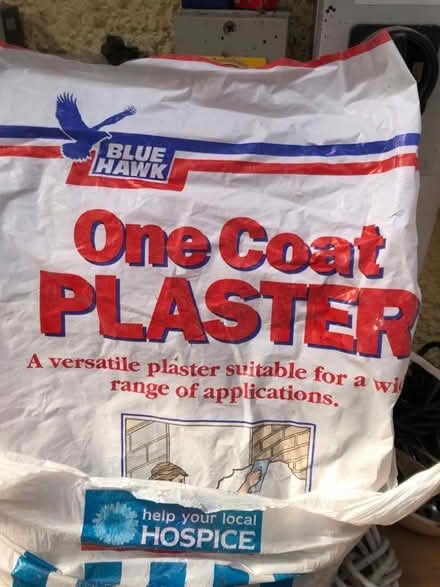 BLUE
HAWK
One Coat
PLASTER
A versatile plaster suitable for a
range of applications.
help your local
HOSPICE